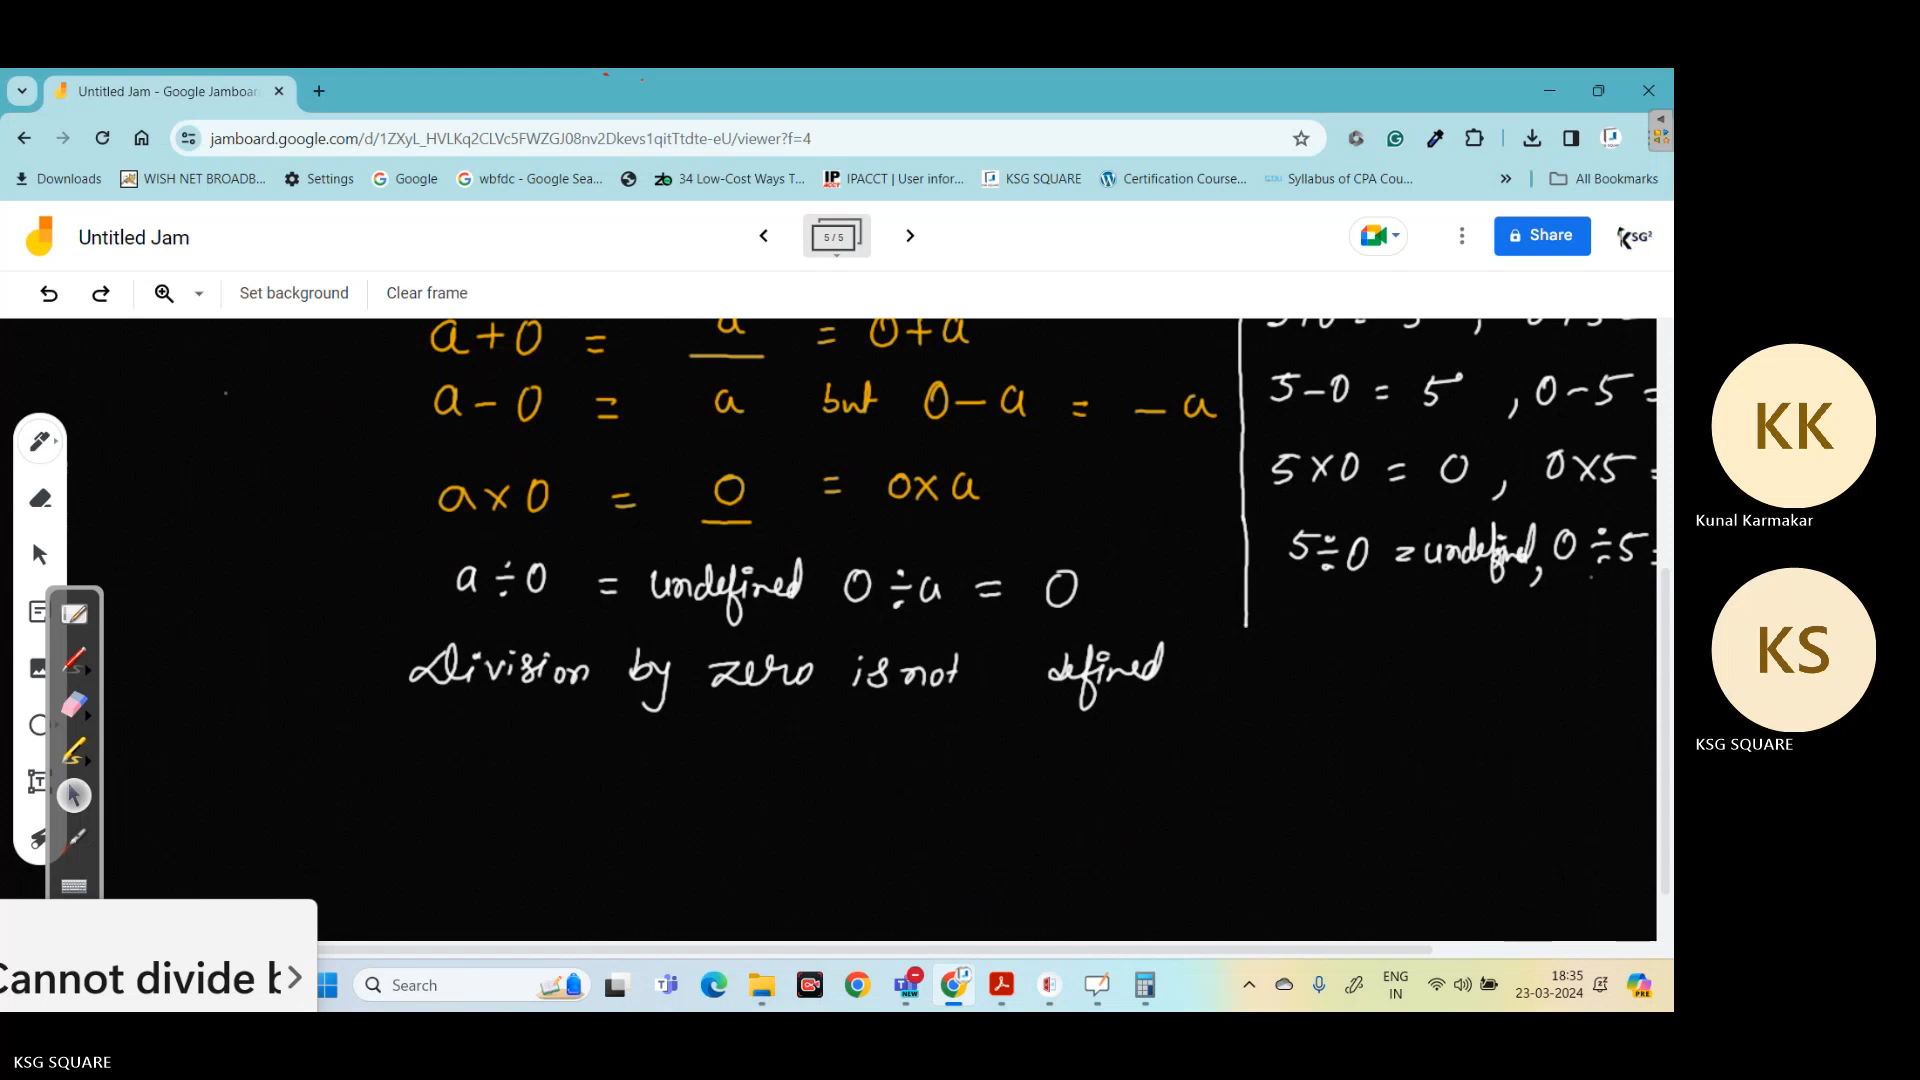 Untitled Jam - Google Jamboar
jamboard.google.com/d/1ZXyL_HVLKq2CLVc5FWZGJ08nv2Dkevs1qitTtdte-eU/viewer?f=4
Downloads WISH NET BROADB... Settings Google wbfdc - Google Sea... 34 Low-Cost Ways T... IPACCT | User infor... KSG SQUARE Certification Course... Syllabus of CPA Cou... » All Bookmarks
Untitled Jam 5 / 5 Share KSG²
Set background Clear frame
a+0 = a = 0+a
a-0 = a but 0-a = -a
5-0 = 5 , 0-5 =
a×0 = 0 = 0×a
5×0 = 0 , 0×5 =
a÷0 = undefined 0÷a = 0
5÷0 = undefined, 0÷5 =
Division by zero is not defined
KK
Kunal Karmakar
KS
KSG SQUARE
Cannot divide b
Search
ENG
IN
18:35
23-03-2024
KSG SQUARE